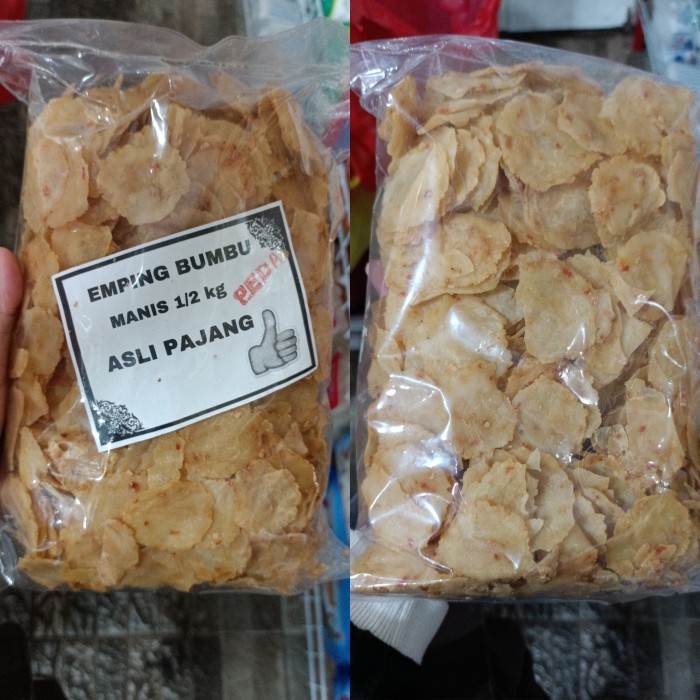 EMPING BUMBU
MANIS 1/2 kg
ASLI PAJANG